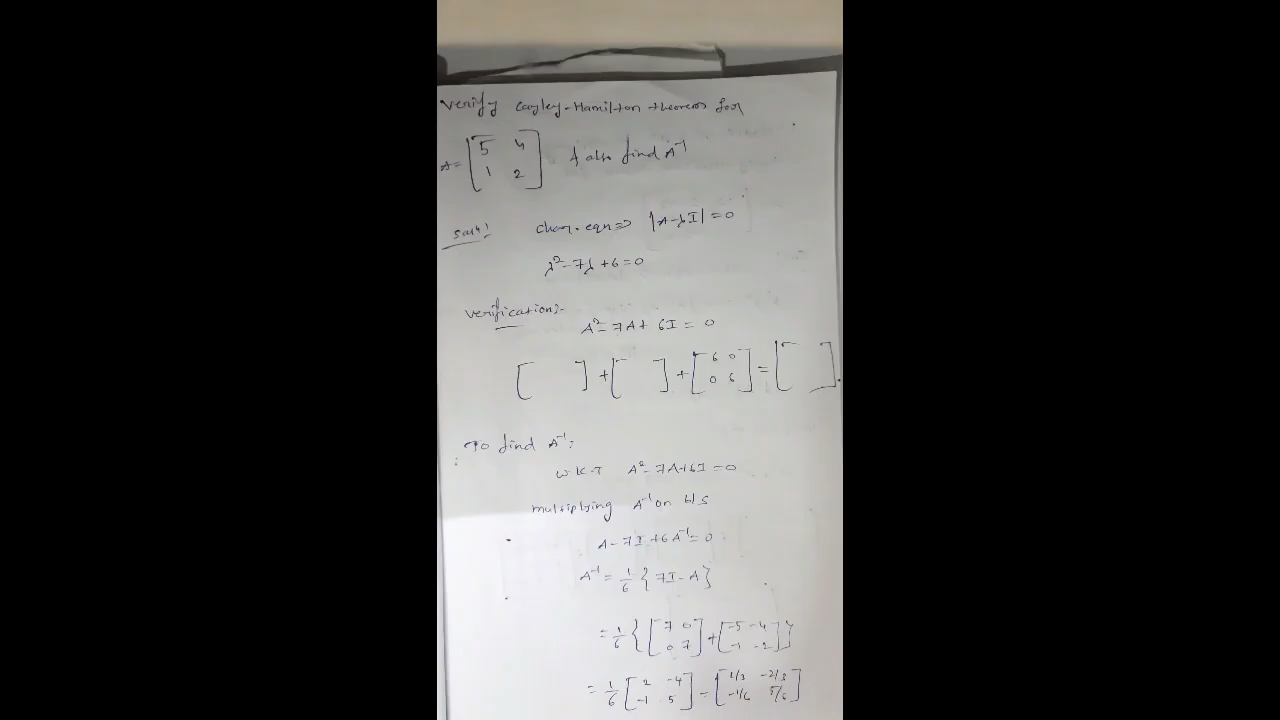 Verify Cayley-Hamilton theorem for
A = [5 4
1 2] & also find A⁻¹
Soln: Char. eqn ⇒ |A-λI| = 0
λ² - 7λ + 6 = 0
Verification:-
A² - 7A + 6I = 0
[ ] + [ ] + [6 0
0 6] = [ ].
To find A⁻¹:
W.K.T A² - 7A + 6I = 0
multiplying A⁻¹ on b/s
A - 7I + 6A⁻¹ = 0
A⁻¹ = 1/6 {7I - A}
= 1/6 {[7 0
0 7] + [-5 -4
-1 -2]}
= 1/6 [2 -4
-1 5] = [1/3 -2/3
-1/6 5/6]